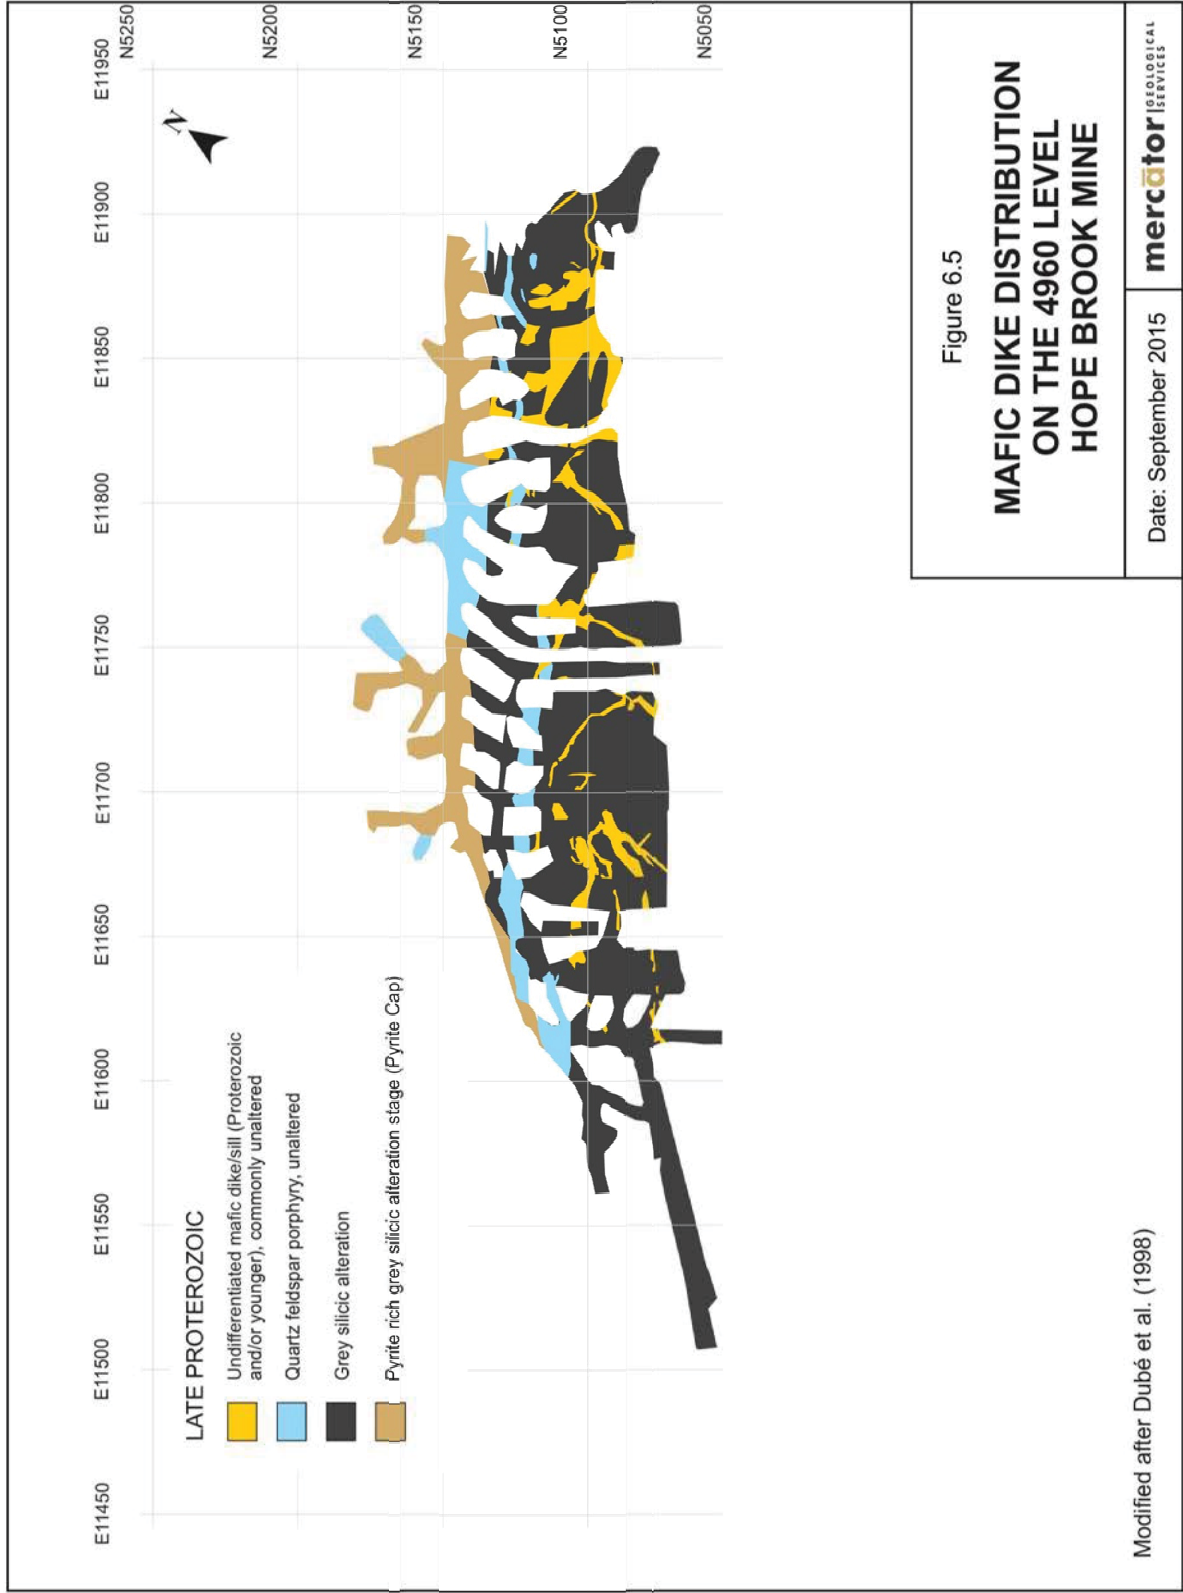 E11450
E11500
E11550
E11600
E11650
E11700
E11750
E11800
E11850
E11900
E11950
N5250
N5200
N5150
N5100
N5050
N
LATE PROTEROZOIC
Undifferentiated mafic dike/sill (Proterozoic
and/or younger), commonly unaltered
Quartz feldspar porphyry, unaltered
Grey silicic alteration
Pyrite rich grey silicic alteration stage (Pyrite Cap)
Modified after Dubé et al. (1998)
Figure 6.5
MAFIC DIKE DISTRIBUTION
ON THE 4960 LEVEL
HOPE BROOK MINE
Date: September 2015
mercātor GEOLOGICAL
SERVICES